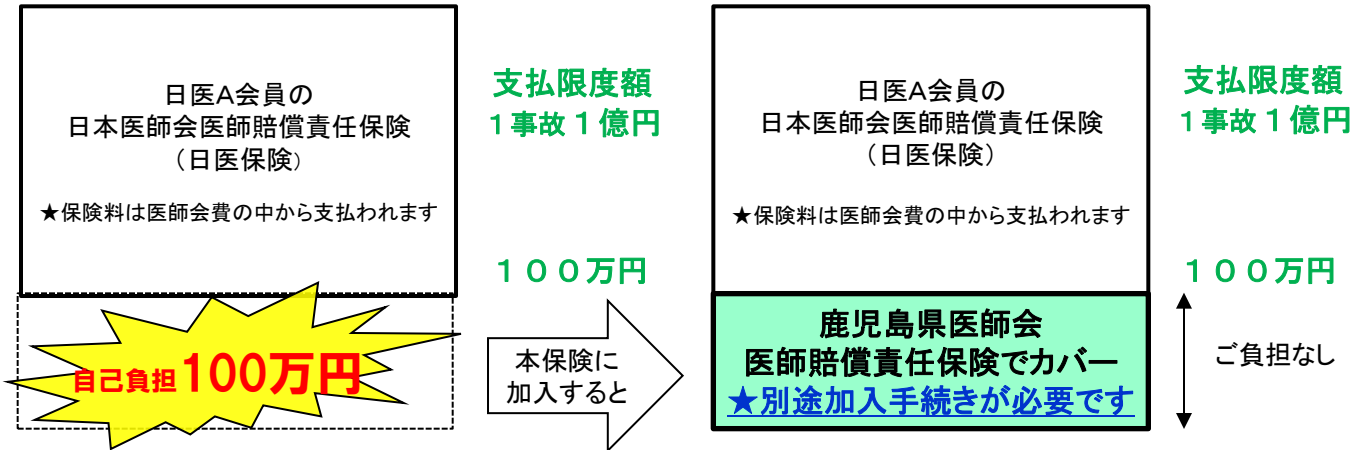 日医A会員の
日本医師会医師賠償責任保険
（日医保険）
★保険料は医師会費の中から支払われます
支払限度額
1事故1億円
１００万円
自己負担100万円
本保険に
加入すると
日医A会員の
日本医師会医師賠償責任保険
（日医保険）
★保険料は医師会費の中から支払われます
支払限度額
1事故1億円
１００万円
鹿児島県医師会
医師賠償責任保険でカバー
★別途加入手続きが必要です
ご負担なし